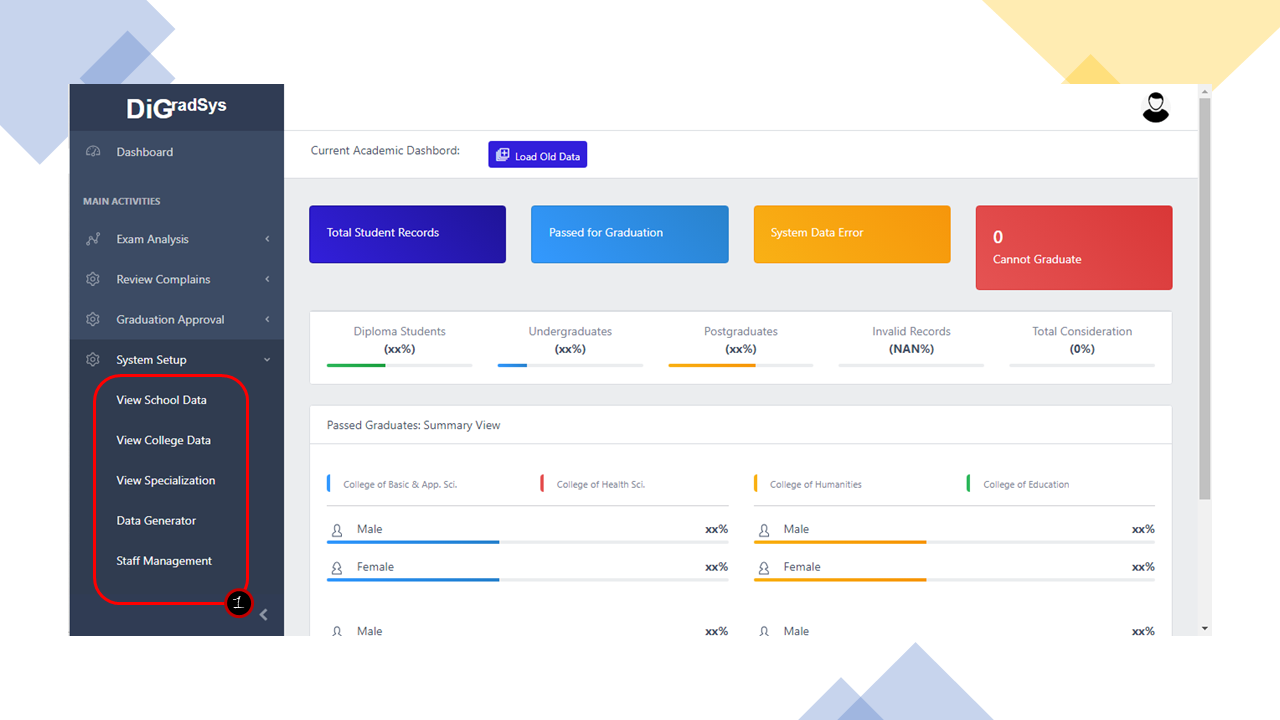 DiGradSys
Dashboard
MAIN ACTIVITIES
Exam Analysis
Review Complains
Graduation Approval
System Setup
View School Data
View College Data
View Specialization
Data Generator
Staff Management
1
Current Academic Dashbord:
Load Old Data
Total Student Records
Passed for Graduation
System Data Error
0
Cannot Graduate
Diploma Students
(xx%)
Undergraduates
(xx%)
Postgraduates
(xx%)
Invalid Records
(NAN%)
Total Consideration
(0%)
Passed Graduates: Summary View
College of Basic & App. Sci.
College of Health Sci.
College of Humanities
College of Education
Male xx%
Male xx%
Female xx%
Female xx%
Male xx%
Male xx%